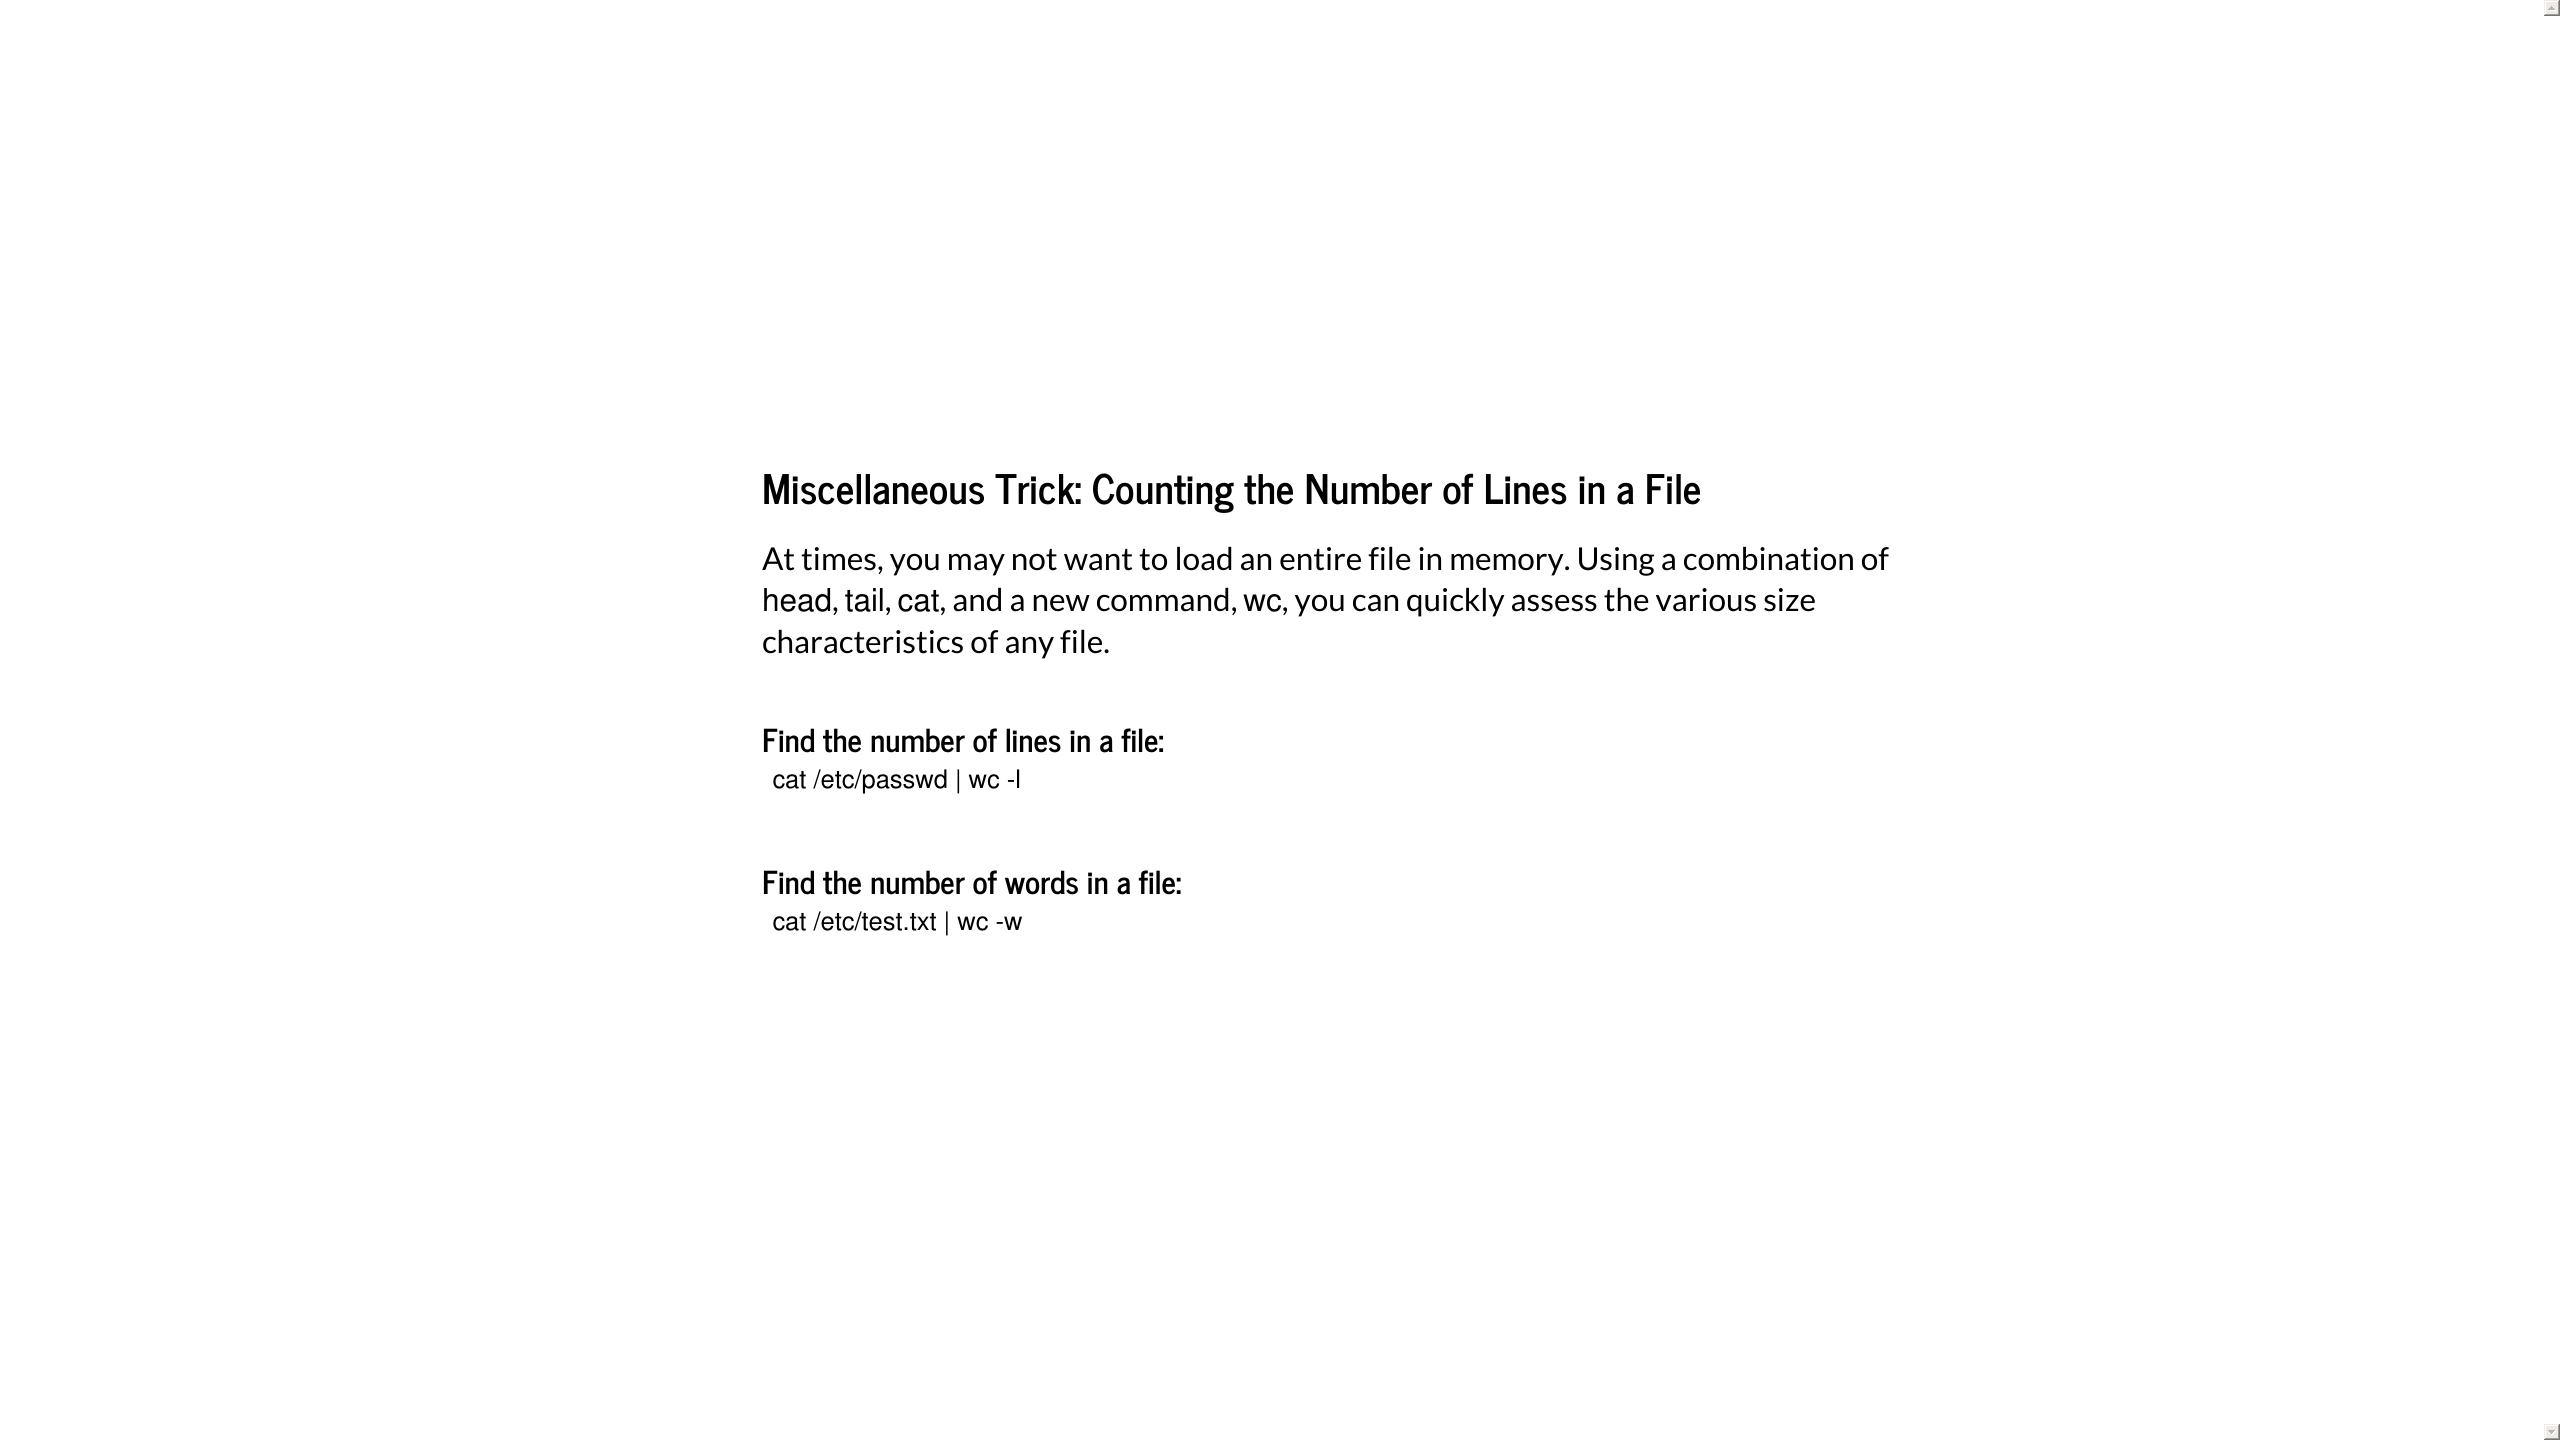 Miscellaneous Trick: Counting the Number of Lines in a File
At times, you may not want to load an entire file in memory. Using a combination of
head, tail, cat, and a new command, wc, you can quickly assess the various size
characteristics of any file.
Find the number of lines in a file:
cat /etc/passwd | wc -l
Find the number of words in a file:
cat /etc/test.txt | wc -w